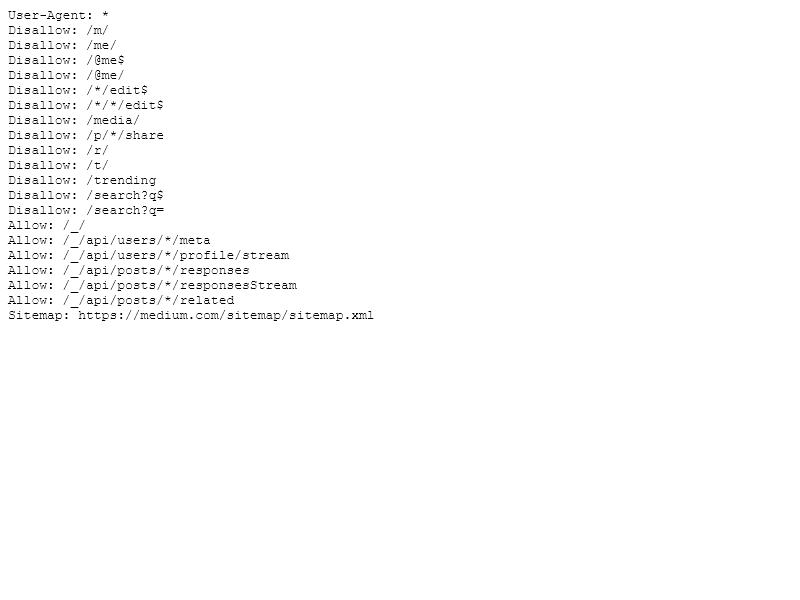 User-Agent: *
Disallow: /m/
Disallow: /me/
Disallow: /@me$
Disallow: /@me/
Disallow: /*/edit$
Disallow: /*/*/edit$
Disallow: /media/
Disallow: /p/*/share
Disallow: /r/
Disallow: /t/
Disallow: /trending
Disallow: /search?q$
Disallow: /search?q=
Allow: /_/
Allow: /_/api/users/*/meta
Allow: /_/api/users/*/profile/stream
Allow: /_/api/posts/*/responses
Allow: /_/api/posts/*/responsesStream
Allow: /_/api/posts/*/related
Sitemap: https://medium.com/sitemap/sitemap.xml